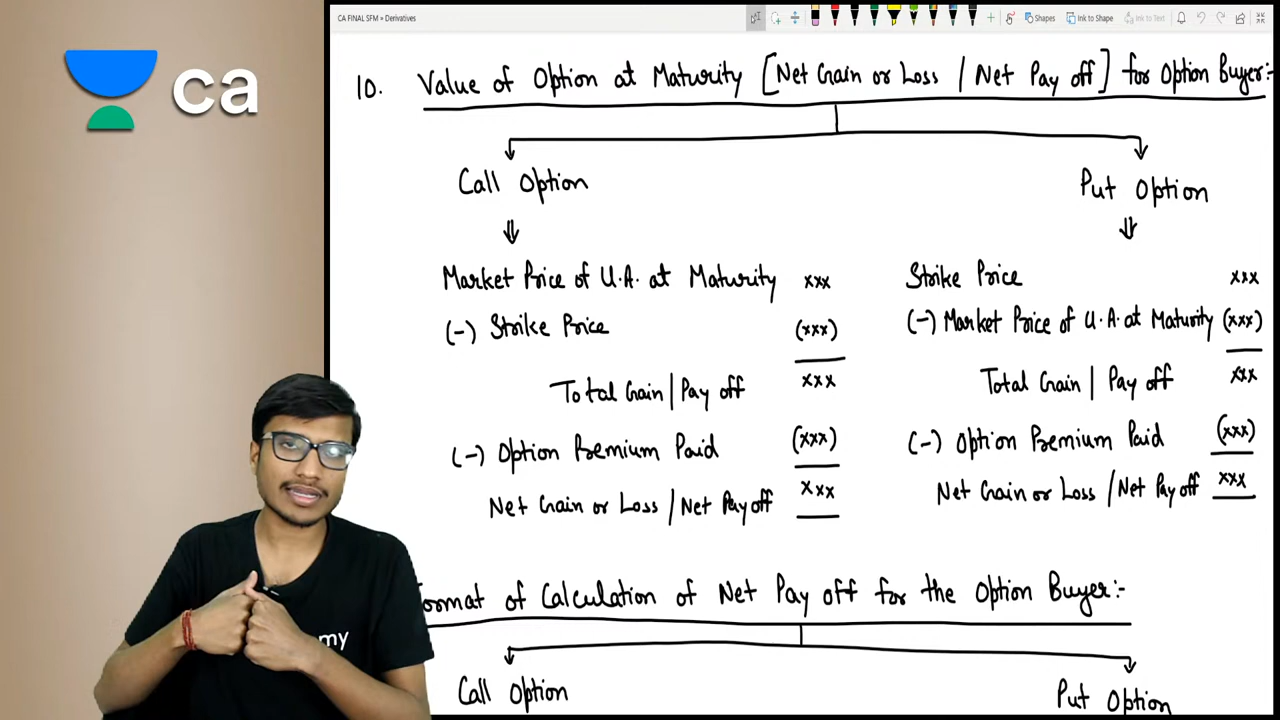 ca
CA FINAL SFM > Derivatives
Shapes
Ink to Shape
Ink to Text
10. Value of Option at Maturity [Net Gain or Loss / Net Pay off] for Option Buyer:-
Call Option
Put Option
Market Price of U.A. at Maturity xxx
(-) Strike Price (xxx)
Total Gain | Pay off xxx
(-) Option Premium Paid (xxx)
Net Gain or Loss / Net Pay off xxx
Strike Price xxx
(-) Market Price of U.A. at Maturity (xxx)
Total Gain | Pay off xxx
(-) Option Premium Paid (xxx)
Net Gain or Loss / Net Pay off xxx
my
Format of Calculation of Net Pay off for the Option Buyer:-
Call Option
Put Option